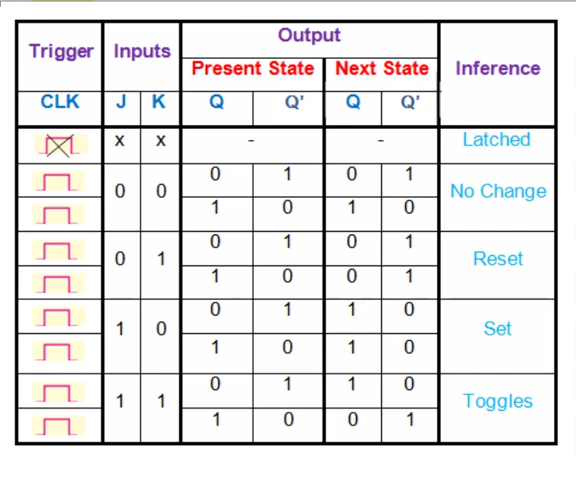 Trigger Inputs Output Inference
Present State Next State
CLK J K Q Q' Q Q'
x x - - Latched
0 0 0 1 0 1 No Change
1 0 1 0
0 1 0 1 0 1 Reset
1 0 0 1
1 0 0 1 1 0 Set
1 0 1 0
1 1 0 1 1 0 Toggles
1 0 0 1